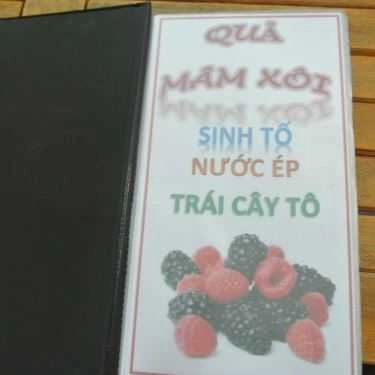 QUẢ
MÂM XÔI
SINH TỐ
NƯỚC ÉP
TRÁI CÂY TÔ